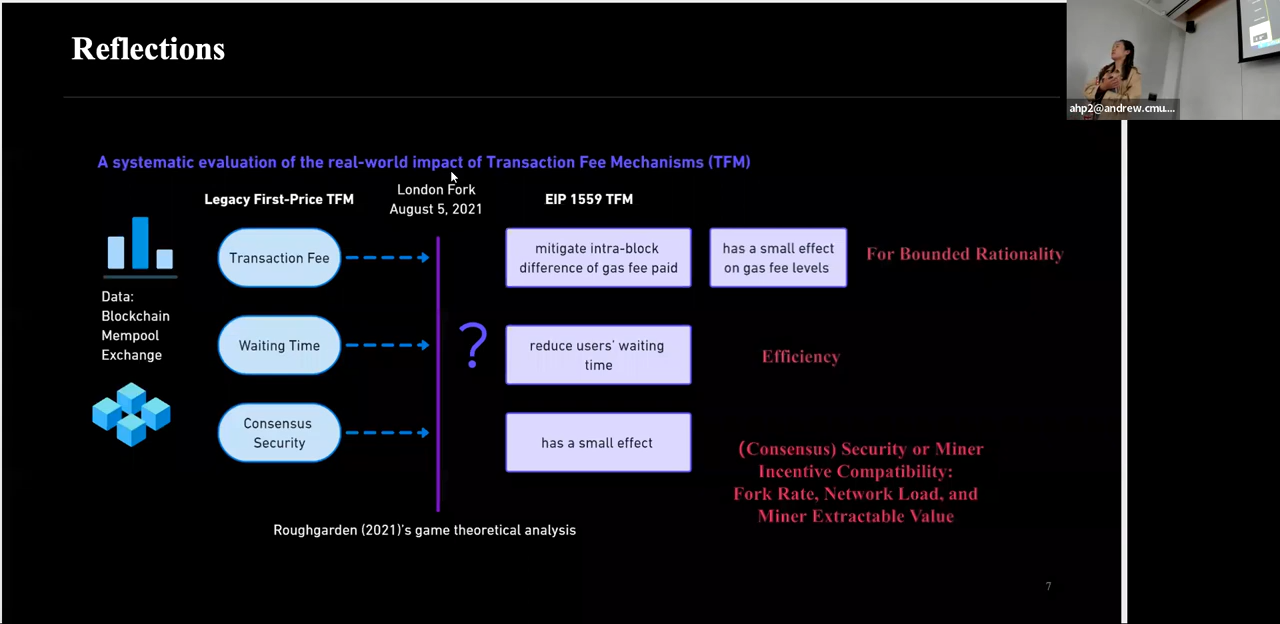 Reflections
ahp2@andrew.cmu....
A systematic evaluation of the real-world impact of Transaction Fee Mechanisms (TFM)
Legacy First-Price TFM
London Fork
August 5, 2021
EIP 1559 TFM
Transaction Fee
mitigate intra-block
difference of gas fee paid
has a small effect
on gas fee levels
For Bounded Rationality
Data:
Blockchain
Mempool
Exchange
Waiting Time
?
reduce users' waiting
time
Efficiency
Consensus
Security
has a small effect
(Consensus) Security or Miner
Incentive Compatibility:
Fork Rate, Network Load, and
Miner Extractable Value
Roughgarden (2021)'s game theoretical analysis
7